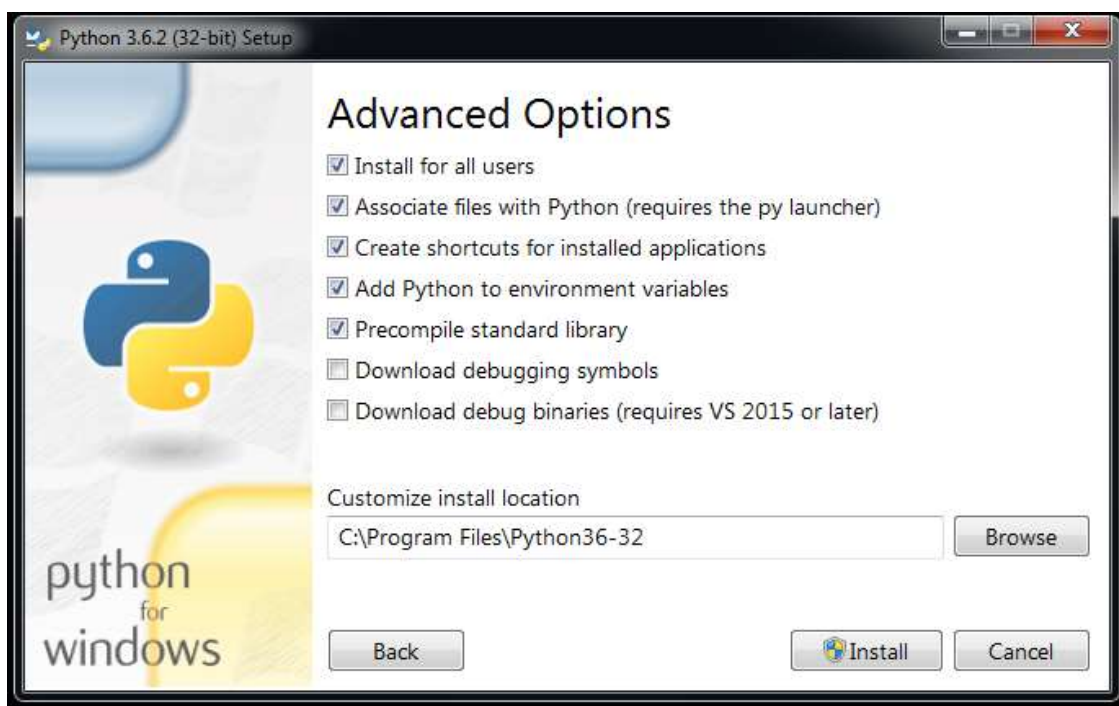 Python 3.6.2 (32-bit) Setup
Advanced Options
Install for all users
Associate files with Python (requires the py launcher)
Create shortcuts for installed applications
Add Python to environment variables
Precompile standard library
Download debugging symbols
Download debug binaries (requires VS 2015 or later)
Customize install location
C:\Program Files\Python36-32
Browse
python
for
windows
Back
Install
Cancel